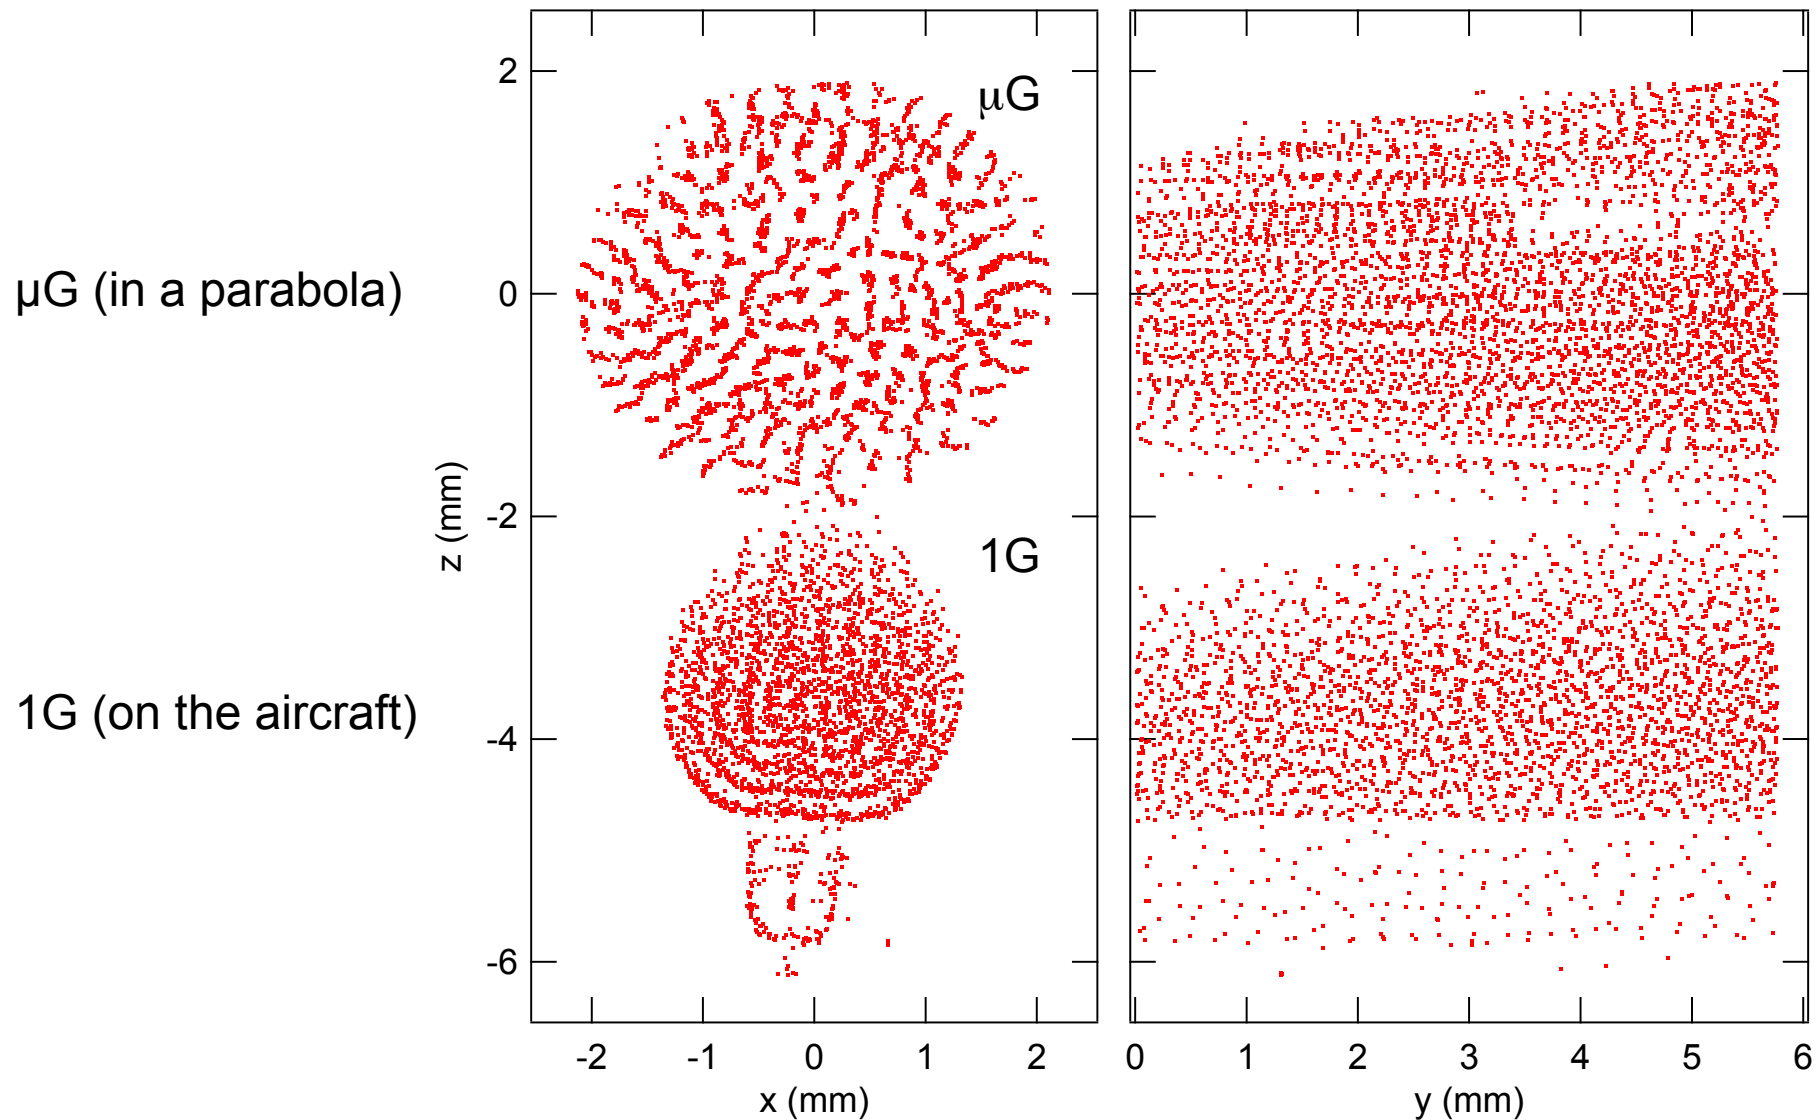 μG (in a parabola)
1G (on the aircraft)
z (mm)
2
0
-2
-4
-6
μG
1G
-2 -1 0 1 2
x (mm)
0 1 2 3 4 5 6
y (mm)